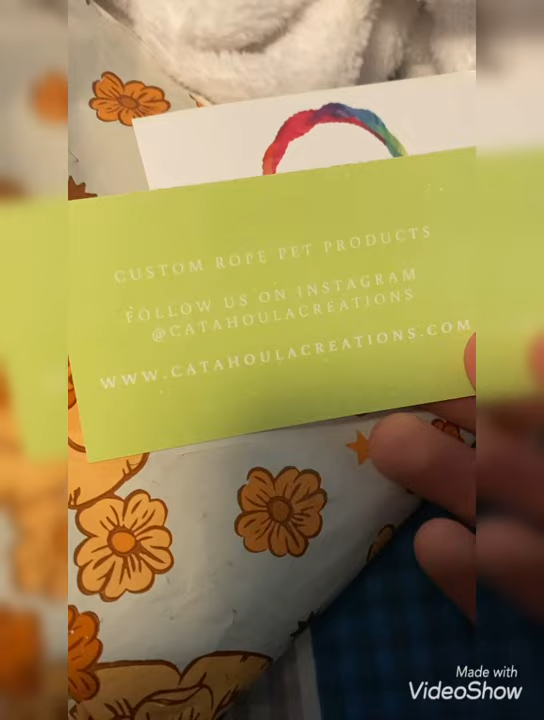 CUSTOM ROPE PET PRODUCTS
FOLLOW US ON INSTAGRAM
@CATAHOULACREATIONS
WWW.CATAHOULACREATIONS.COM
Made with
VideoShow